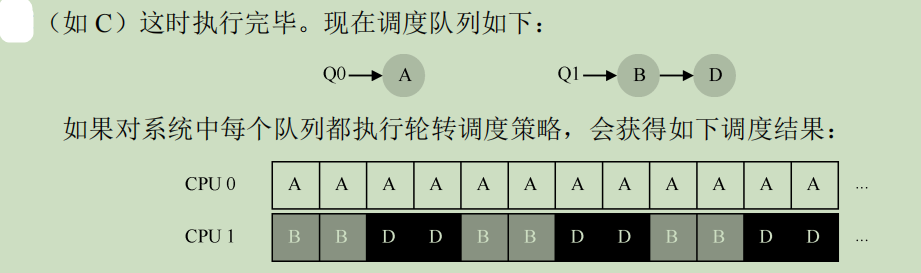 （如 C）这时执行完毕。现在调度队列如下：
Q0 A Q1 B D
如果对系统中每个队列都执行轮转调度策略，会获得如下调度结果：
CPU 0 A A A A A A A A A A A A ...
CPU 1 B B D D B B D D B B D D ...